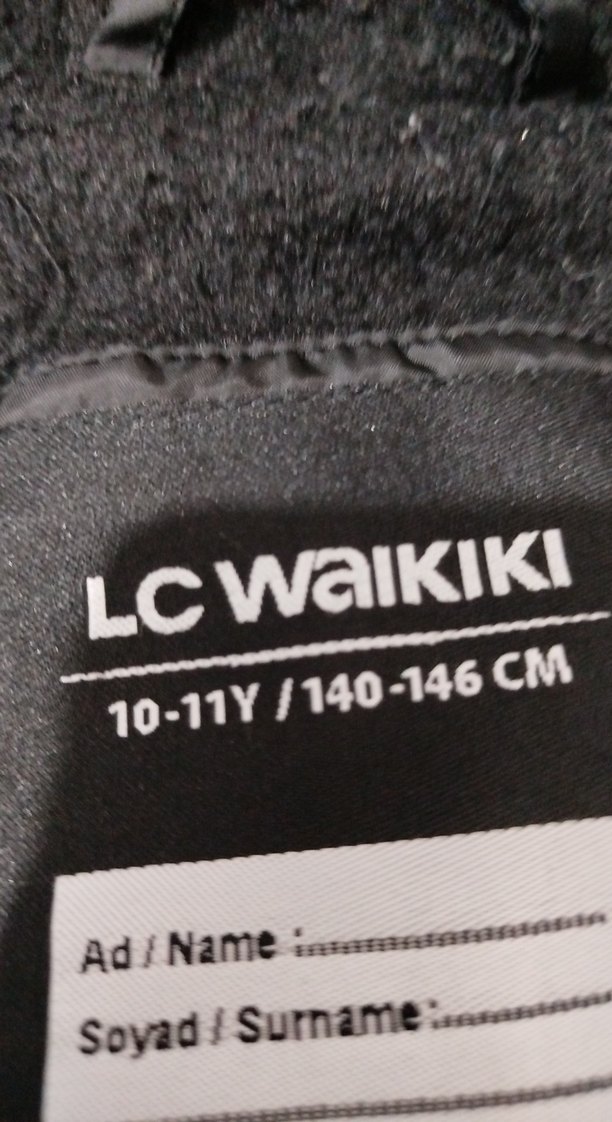 LC WAIKIKI
10-11Y / 140-146 CM
Ad / Name :
Soyad / Surname :